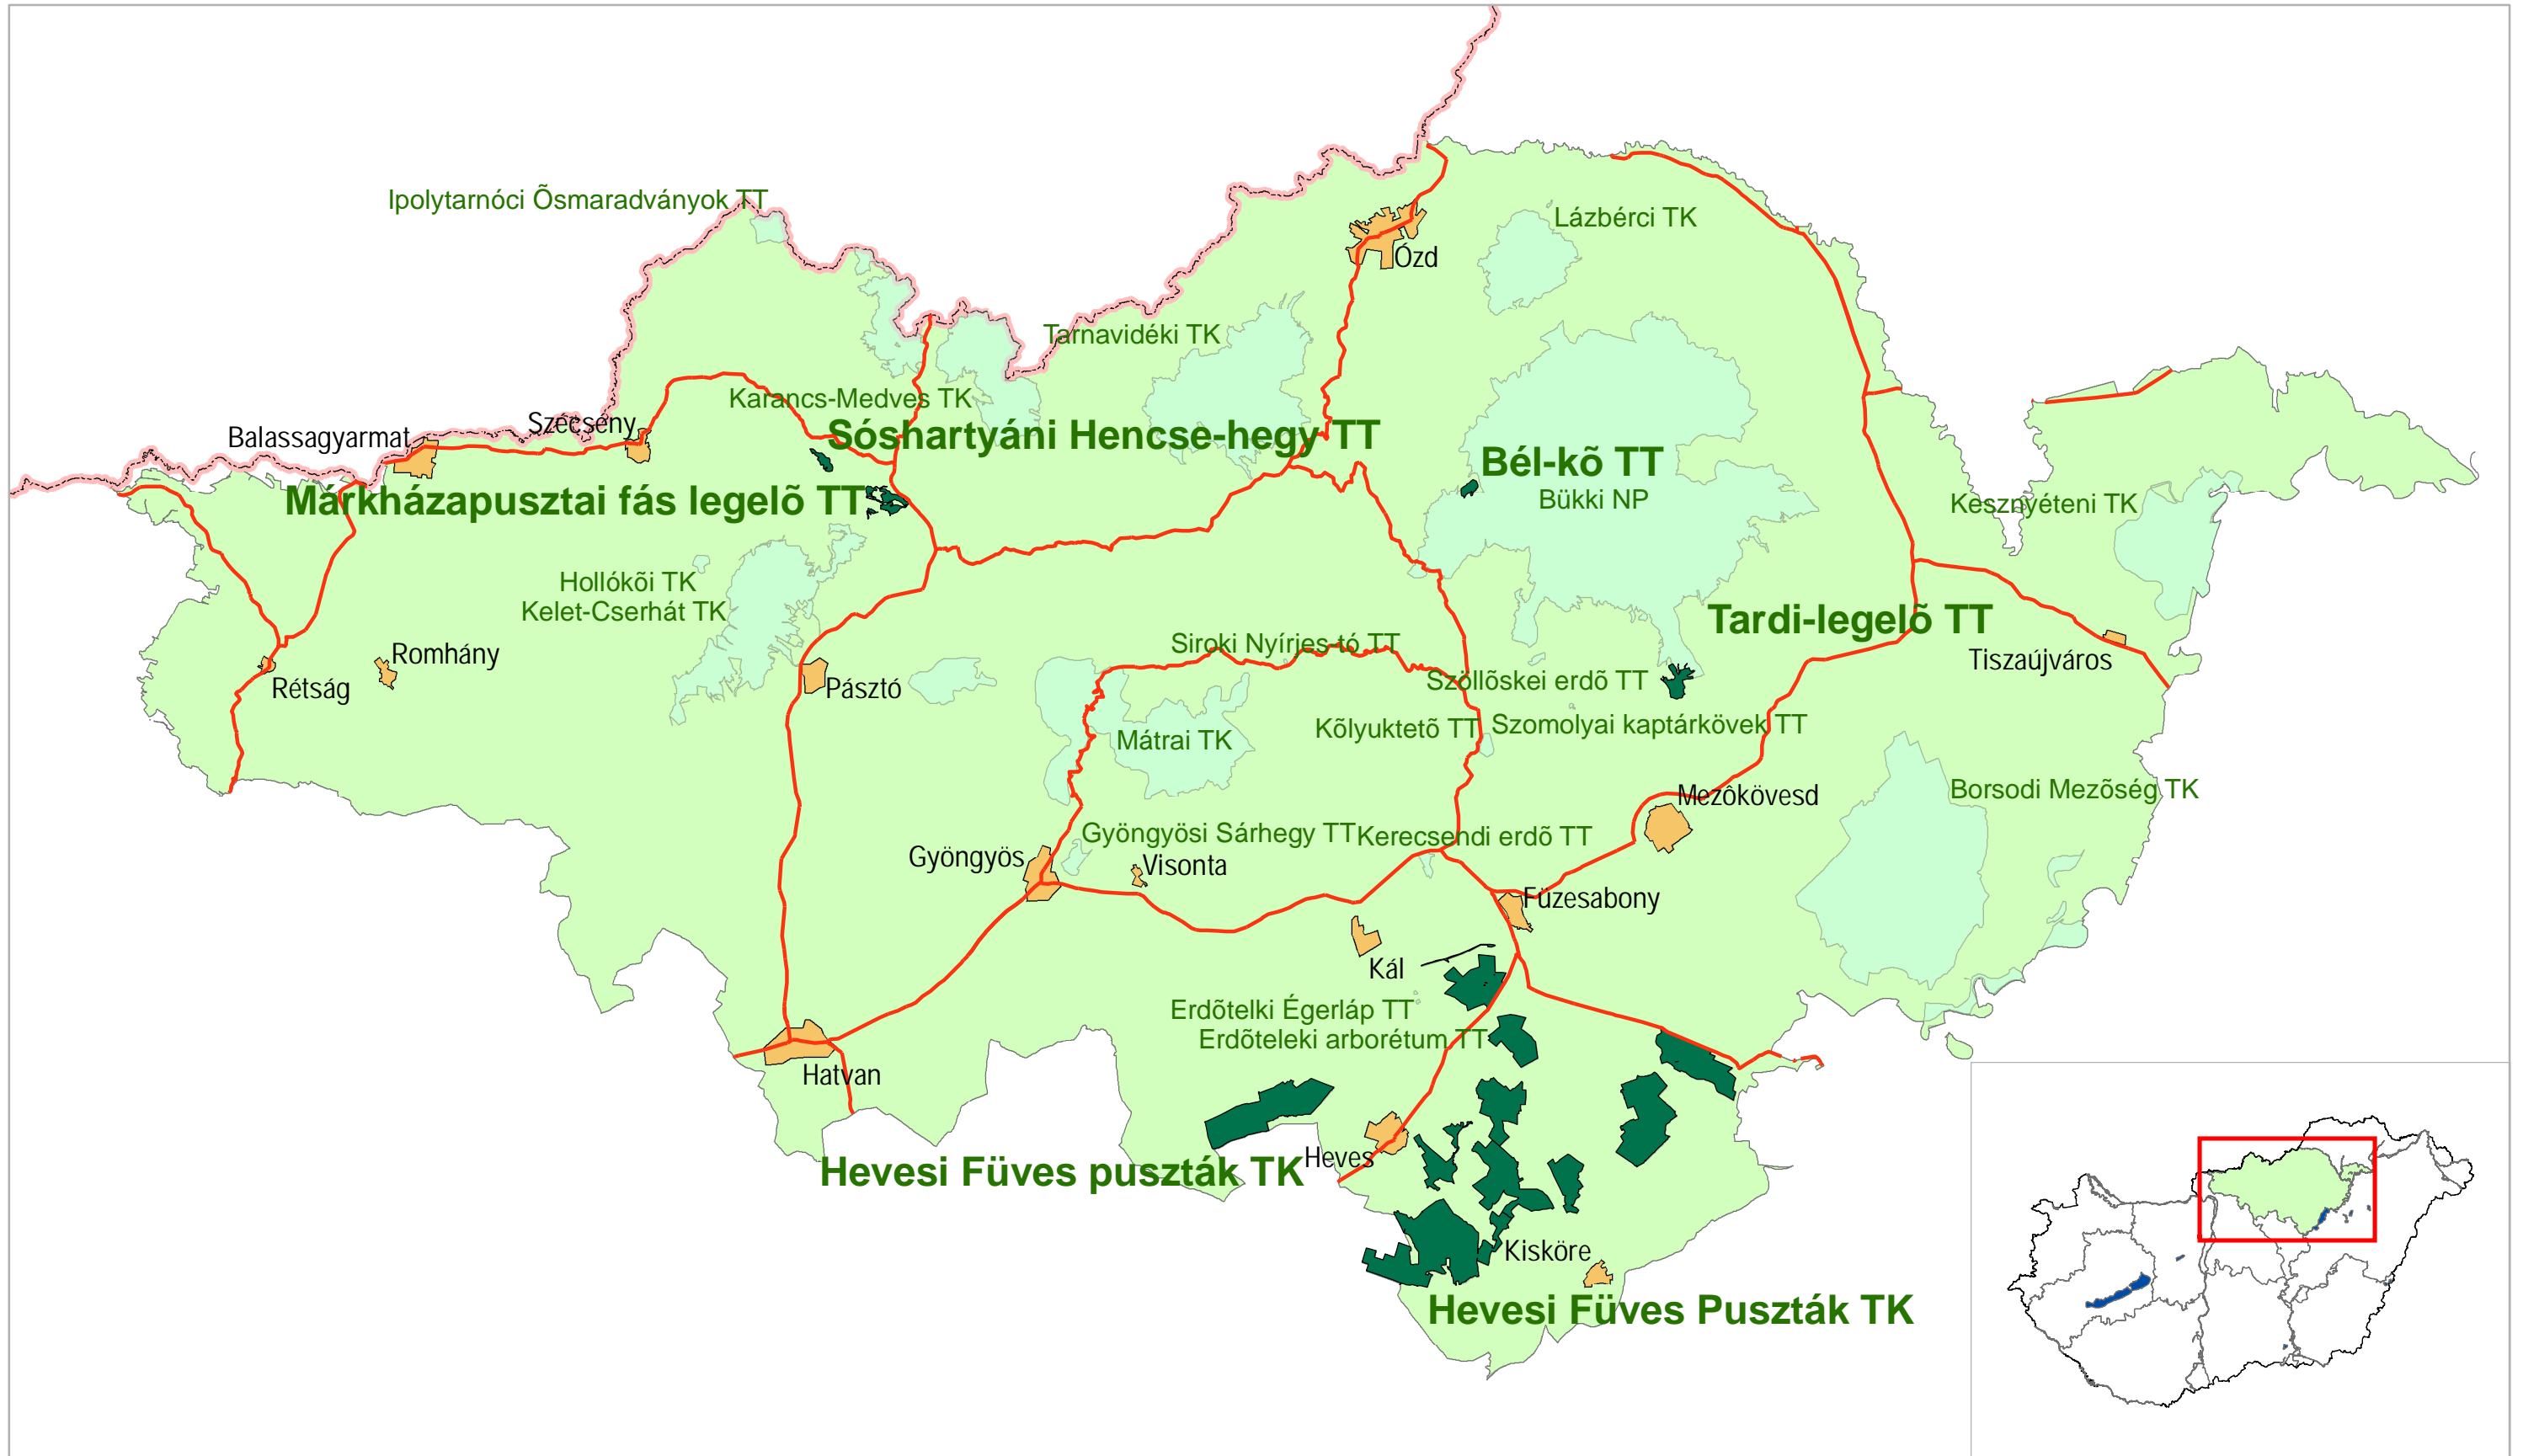 Ipolytarnóci Õsmaradványok TT
Lázbérci TK
Ózd
Tarnavidéki TK
Karancs-Medves TK
Szécsény
Balassagyarmat
Sóshartyáni Hencse-hegy TT
Bél-kõ TT
Bükki NP
Márkházapusztai fás legelõ TT
Kesznyéteni TK
Hollókõi TK
Kelet-Cserhát TK
Tardi-legelõ TT
Siroki Nyírjes-tó TT
Romhány
Tiszaújváros
Rétság
Pásztó
Szöllõskei erdõ TT
Kõlyuktetõ TT
Szomolyai kaptárkövek TT
Mátrai TK
Borsodi Mezõség TK
Mezôkövesd
Gyöngyösi Sárhegy TT
Kerecsendi erdõ TT
Gyöngyös
Visonta
Füzesabony
Kál
Erdõtelki Égerláp TT
Erdõteleki arborétum TT
Hatvan
Heves
Hevesi Füves puszták TK
Kisköre
Hevesi Füves Puszták TK